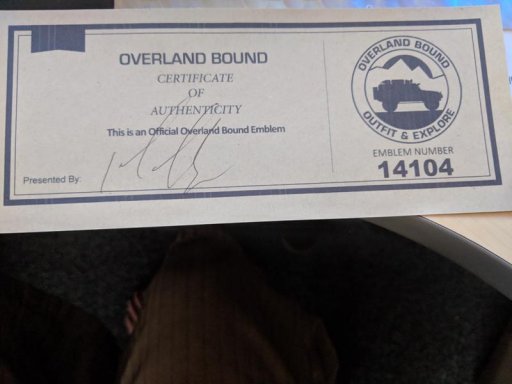 OVERLAND BOUND
CERTIFICATE
OF
AUTHENTICITY
This is an Official Overland Bound Emblem
Presented By:
OVERLAND BOUND
OUTFIT & EXPLORE
EMBLEM NUMBER
14104